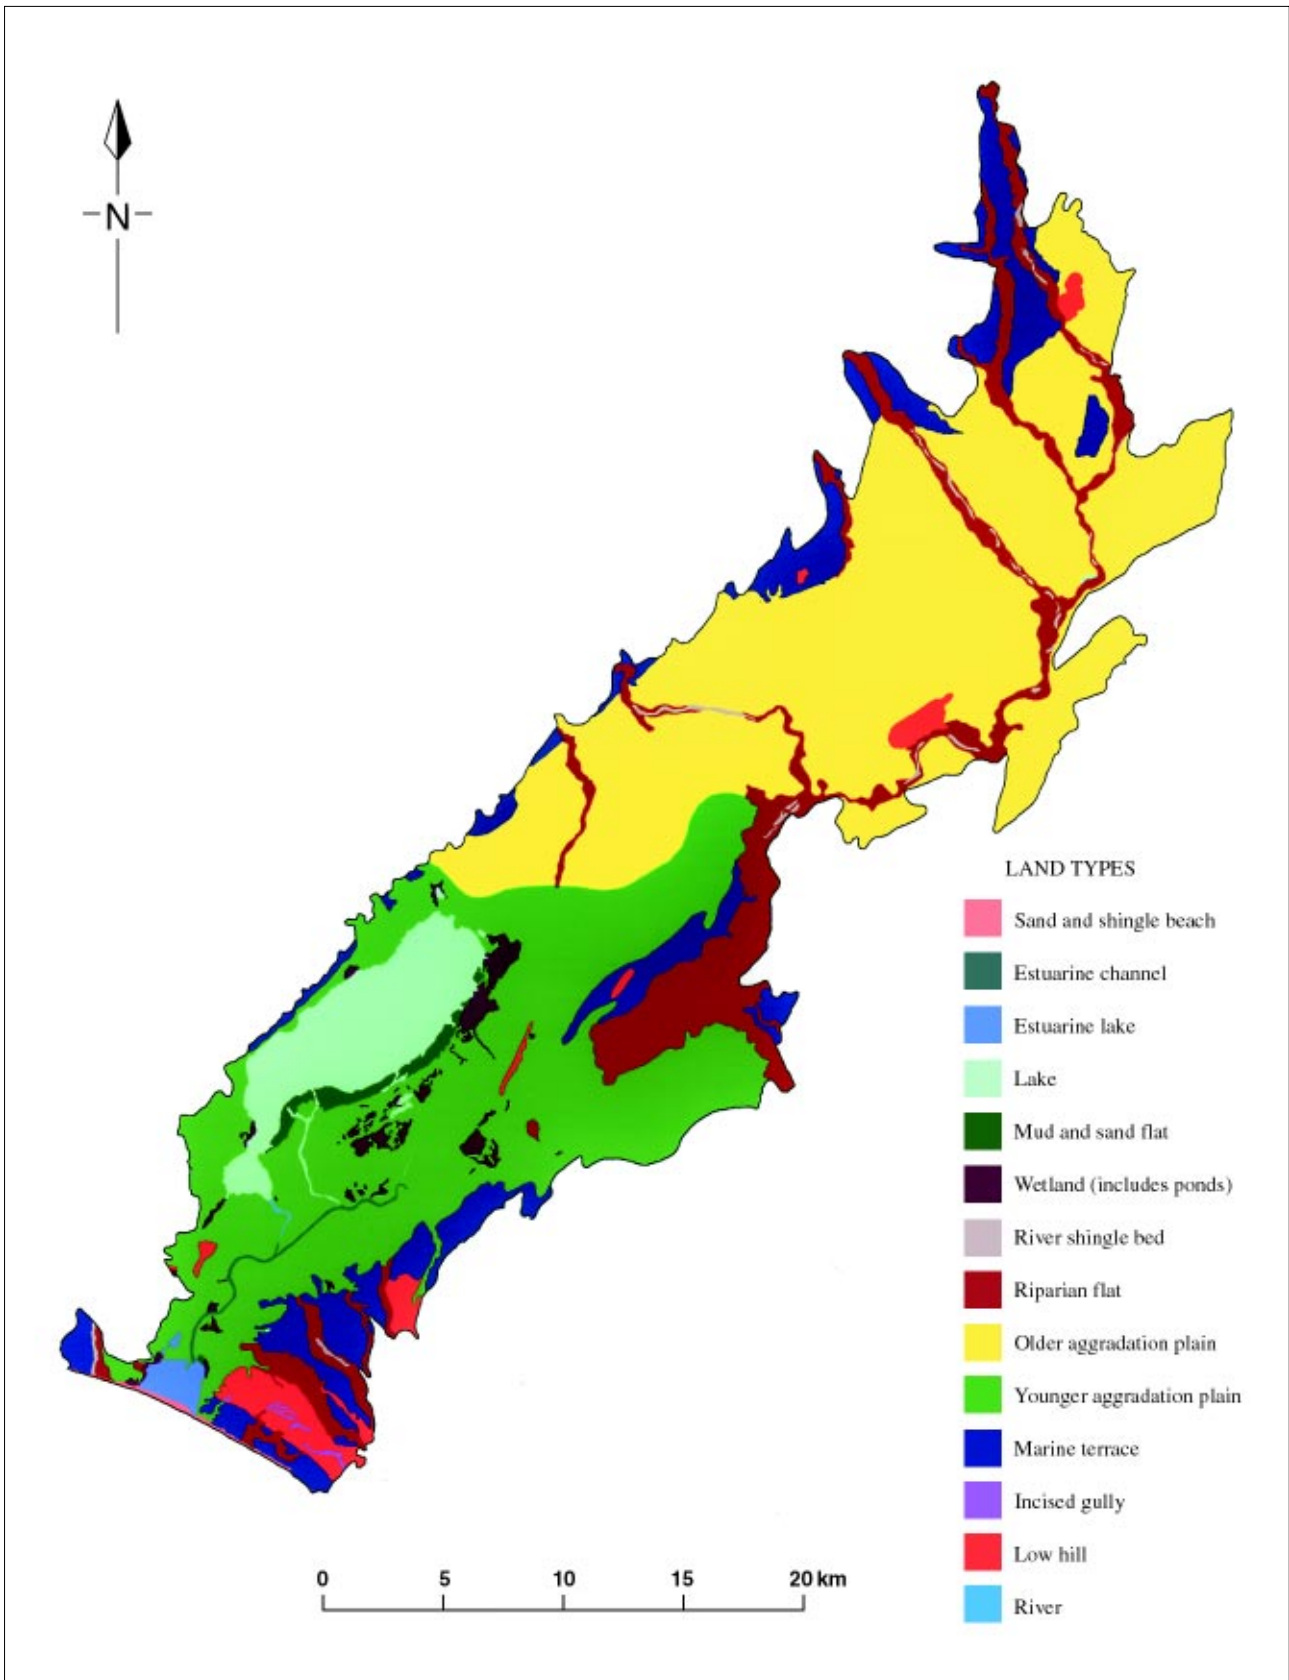 N
LAND TYPES
Sand and shingle beach
Estuarine channel
Estuarine lake
Lake
Mud and sand flat
Wetland (includes ponds)
River shingle bed
Riparian flat
Older aggradation plain
Younger aggradation plain
Marine terrace
Incised gully
Low hill
River
0 5 10 15 20 km